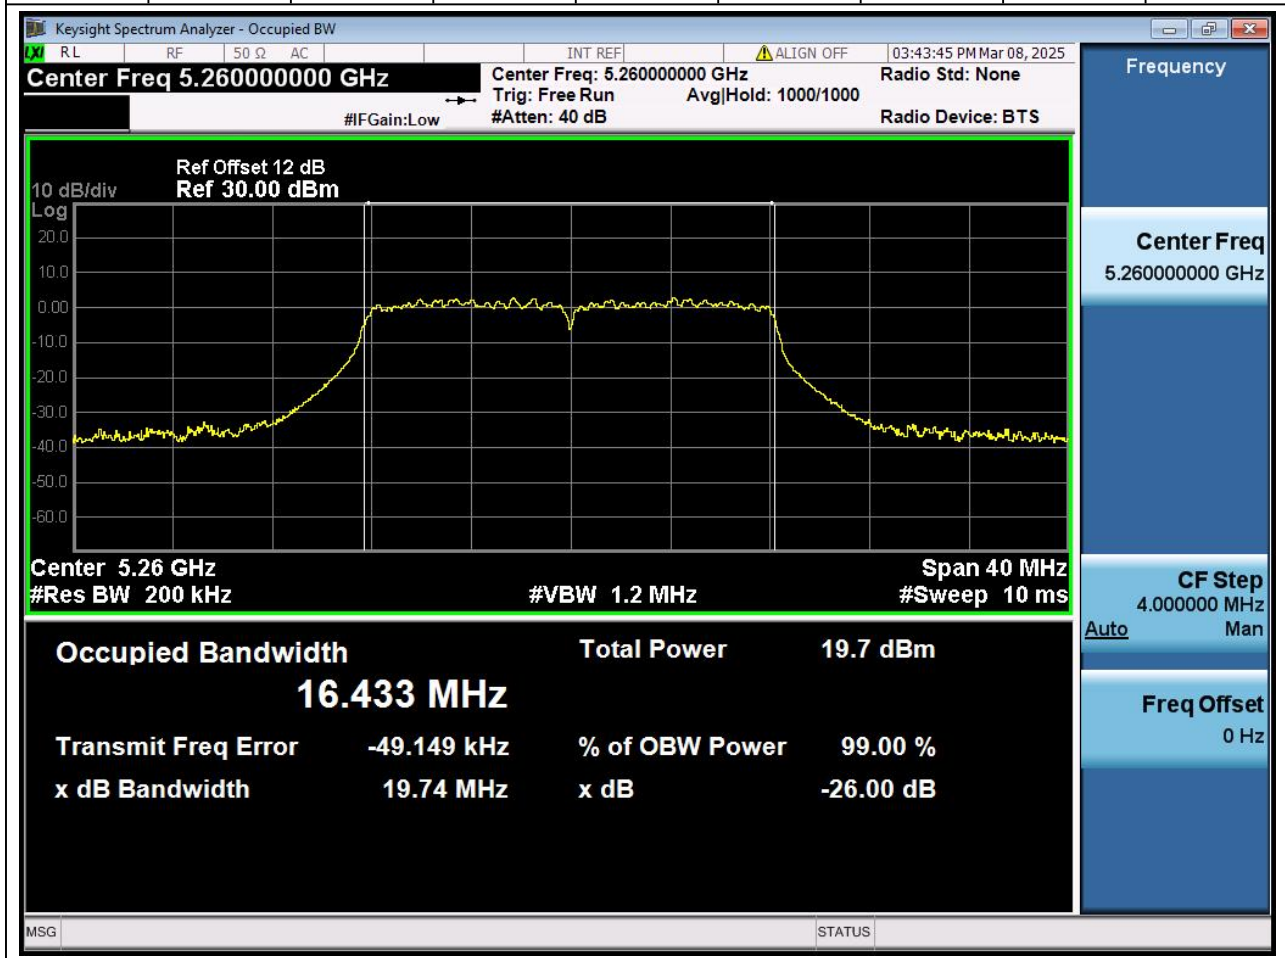 Keysight Spectrum Analyzer - Occupied BW
LXI RL RF 50 Ω AC INT REF ALIGN OFF 03:43:45 PM Mar 08, 2025
Center Freq 5.260000000 GHz
Center Freq: 5.260000000 GHz Radio Std: None
Trig: Free Run Avg|Hold: 1000/1000
#IFGain:Low #Atten: 40 dB Radio Device: BTS
Ref Offset 12 dB
10 dB/div Ref 30.00 dBm
Log
20.0
10.0
0.00
-10.0
-20.0
-30.0
-40.0
-50.0
-60.0
Center 5.26 GHz Span 40 MHz
#Res BW 200 kHz #VBW 1.2 MHz #Sweep 10 ms
Occupied Bandwidth Total Power 19.7 dBm
16.433 MHz
Transmit Freq Error -49.149 kHz % of OBW Power 99.00 %
x dB Bandwidth 19.74 MHz x dB -26.00 dB
Frequency
Center Freq
5.260000000 GHz
CF Step
4.000000 MHz
Auto Man
Freq Offset
0 Hz
MSG STATUS